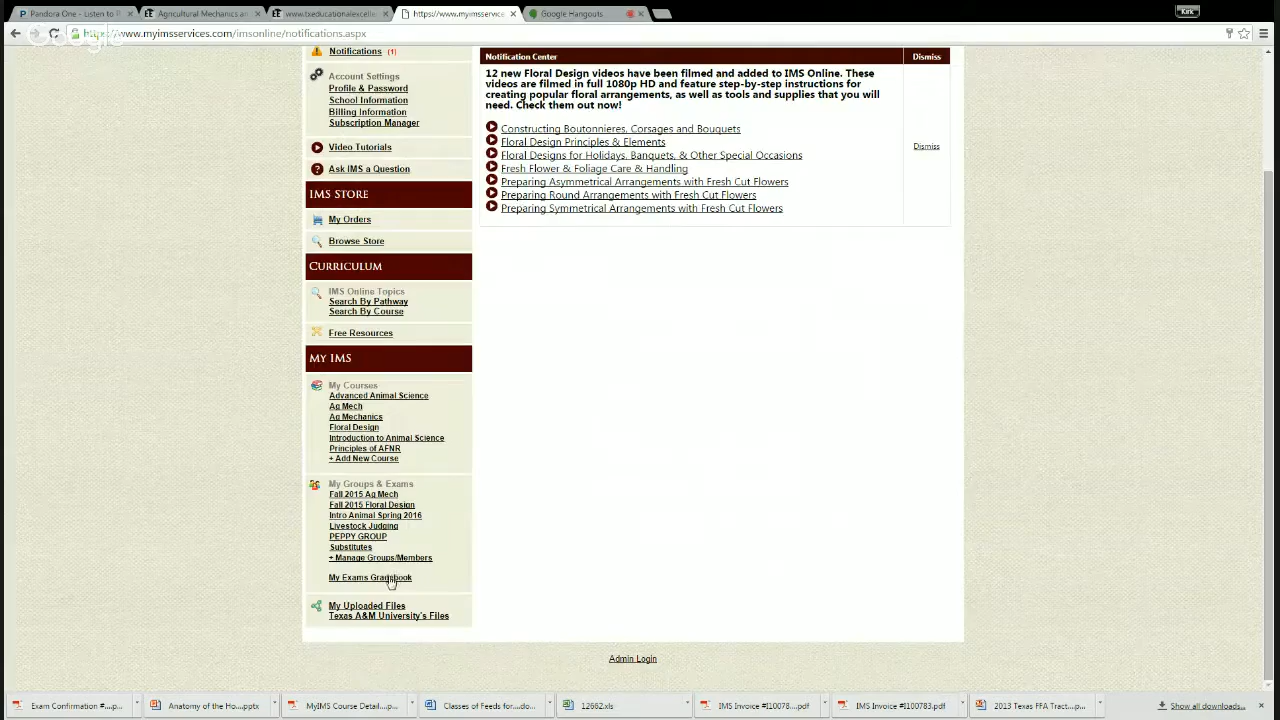 Pandora One - Listen to P
Agricultural Mechanics an
www.txeducationalexcelle
https://www.myimsservice
Google Hangouts
Kirk
https://www.myimsservices.com/imsonline/notifications.aspx
Google
Notifications (1)
Account Settings
Profile & Password
School Information
Billing Information
Subscription Manager
Video Tutorials
Ask IMS a Question
IMS STORE
My Orders
Browse Store
CURRICULUM
IMS Online Topics
Search By Pathway
Search By Course
Free Resources
MY IMS
My Courses
Advanced Animal Science
Ag Mech
Ag Mechanics
Floral Design
Introduction to Animal Science
Principles of AFNR
+ Add New Course
My Groups & Exams
Fall 2015 Ag Mech
Fall 2015 Floral Design
Intro Animal Spring 2016
Livestock Judging
PEPPY GROUP
Substitutes
+ Manage Groups/Members
My Exams Gradebook
My Uploaded Files
Texas A&M University's Files
Notification Center
Dismiss
12 new Floral Design videos have been filmed and added to IMS Online. These
videos are filmed in full 1080p HD and feature step-by-step instructions for
creating popular floral arrangements, as well as tools and supplies that you will
need. Check them out now!
Constructing Boutonnieres, Corsages and Bouquets
Floral Design Principles & Elements
Floral Designs for Holidays, Banquets, & Other Special Occasions
Fresh Flower & Foliage Care & Handling
Preparing Asymmetrical Arrangements with Fresh Cut Flowers
Preparing Round Arrangements with Fresh Cut Flowers
Preparing Symmetrical Arrangements with Fresh Cut Flowers
Dismiss
Admin Login
Exam Confirmation #....p...
Anatomy of the Ho....pptx
MyIMS Course Detail....p...
Classes of Feeds for....do...
12662.xls
IMS Invoice #I10078....pdf
IMS Invoice #I100783.pdf
2013 Texas FFA Tract....p...
Show all downloads...